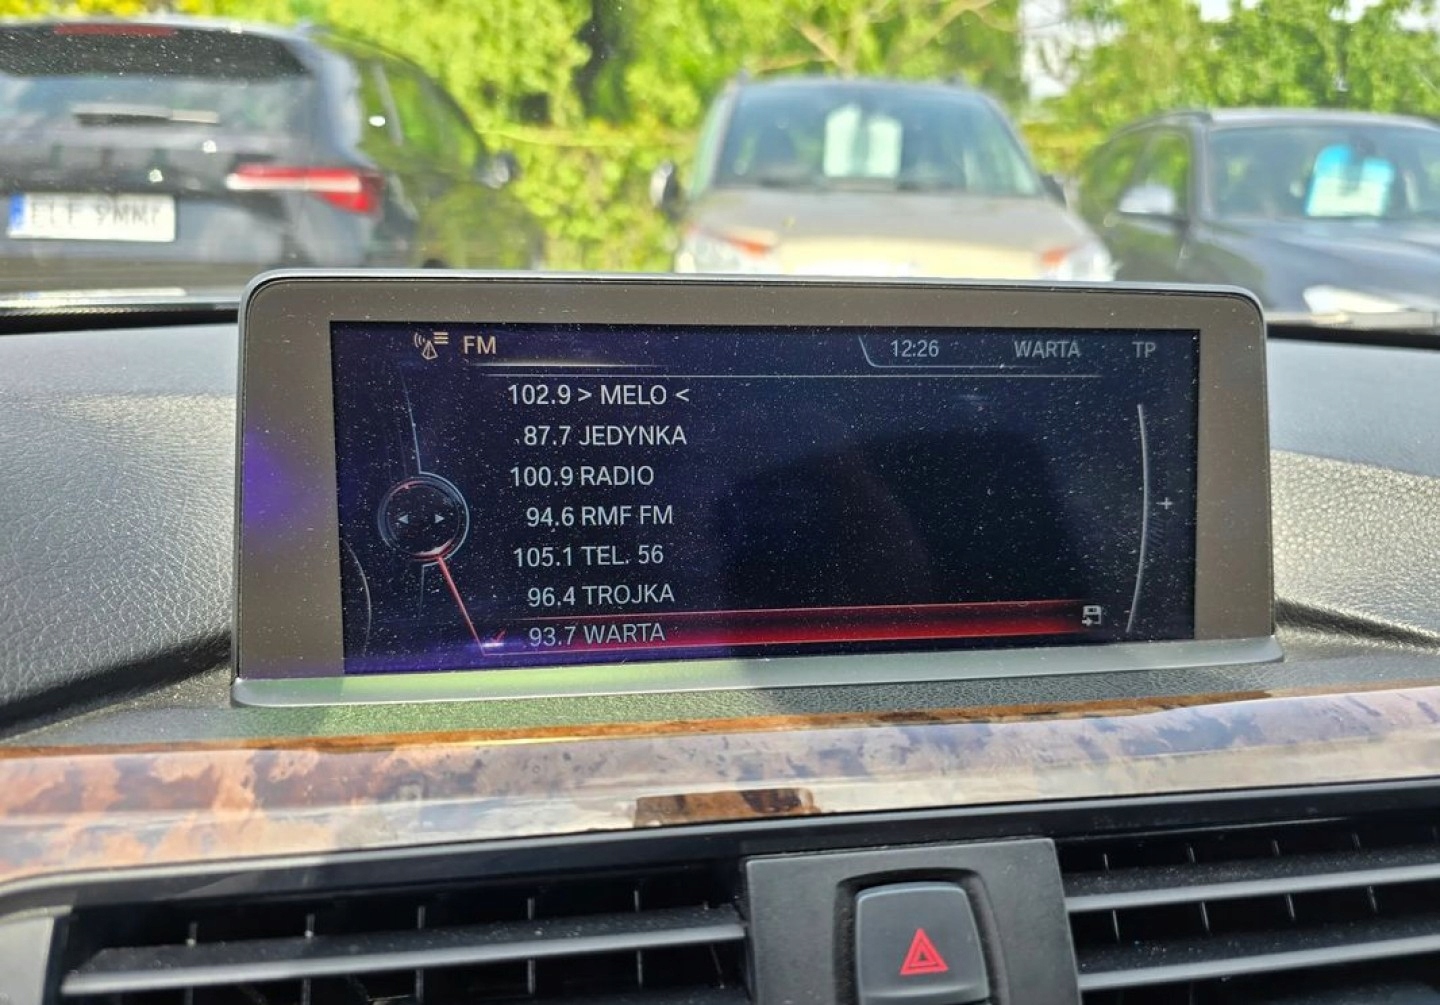 FM
12:26 WARTA TP
102.9 > MELO <
87.7 JEDYNKA
100.9 RADIO
94.6 RMF FM
105.1 TEL. 56
96.4 TROJKA
93.7 WARTA